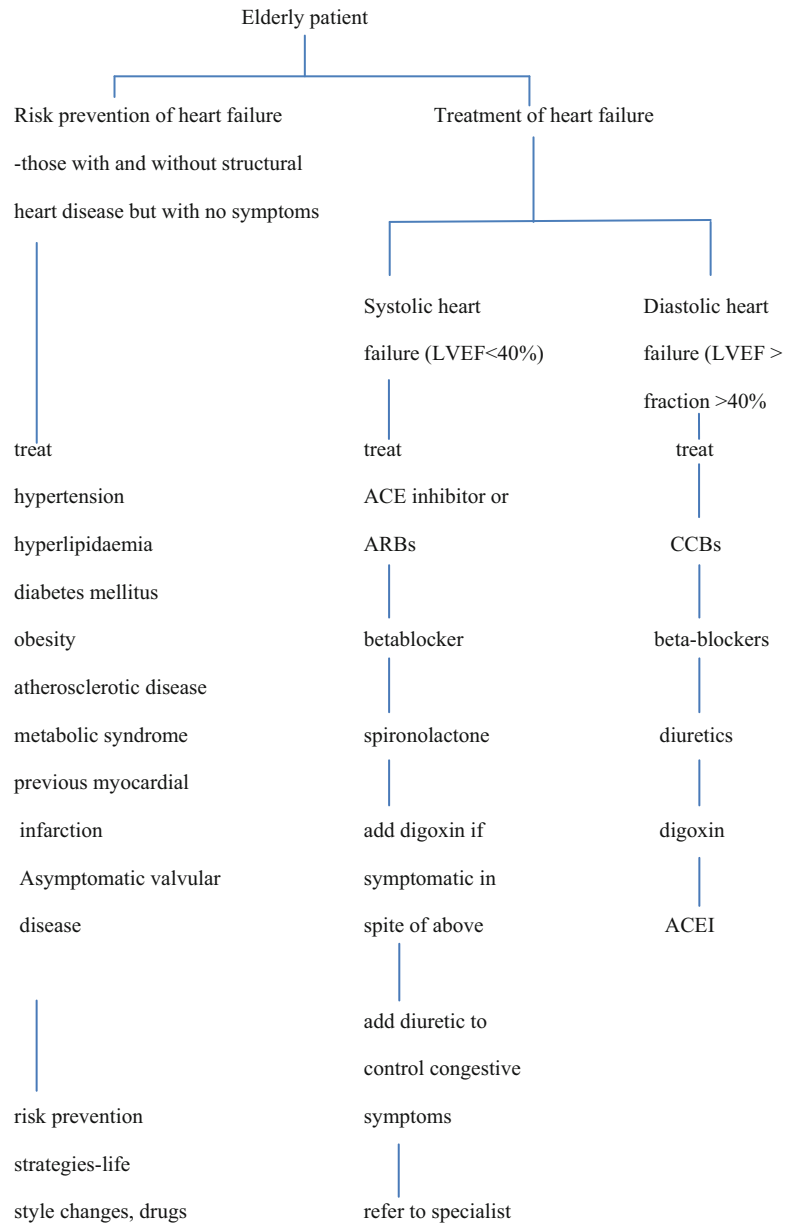 Elderly patient
Risk prevention of heart failure
-those with and without structural
heart disease but with no symptoms
treat
hypertension
hyperlipidaemia
diabetes mellitus
obesity
atherosclerotic disease
metabolic syndrome
previous myocardial
infarction
Asymptomatic valvular
disease
risk prevention
strategies-life
style changes, drugs
Treatment of heart failure
Systolic heart
failure (LVEF<40%)
treat
ACE inhibitor or
ARBs
betablocker
spironolactone
add digoxin if
symptomatic in
spite of above
add diuretic to
control congestive
symptoms
refer to specialist
Diastolic heart
failure (LVEF >
fraction >40%
treat
CCBs
beta-blockers
diuretics
digoxin
ACEI